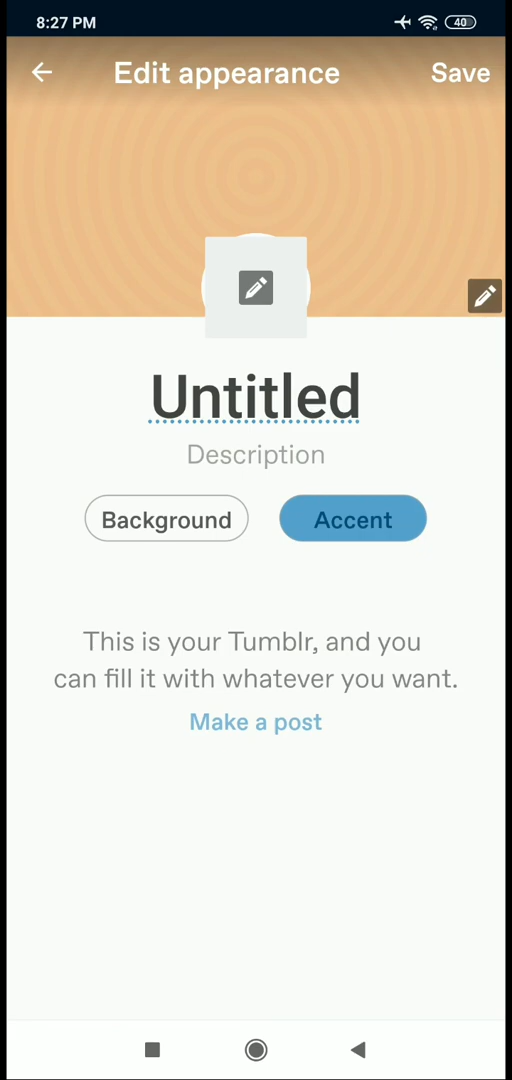 8:27 PM 40
Edit appearance Save
Untitled
Description
Background Accent
This is your Tumblr, and you
can fill it with whatever you want.
Make a post